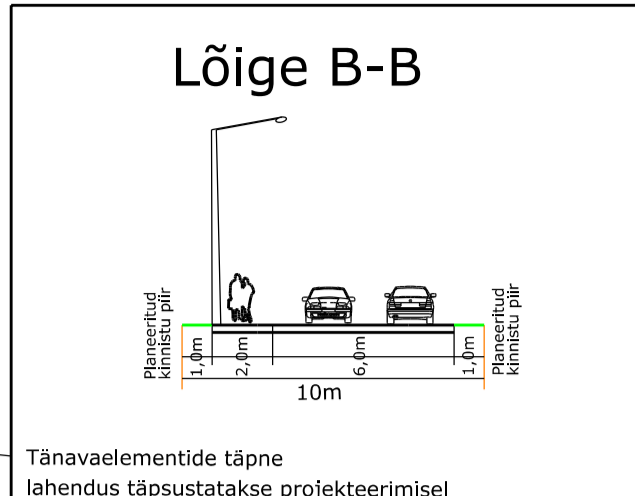 Lõige B-B
Planeeritud
kinnistu piir
1,0m
2,0m
6,0m
1,0m
Planeeritud
kinnistu piir
10m
Tänavaelementide täpne
lahendus täpsustatakse projekteerimisel